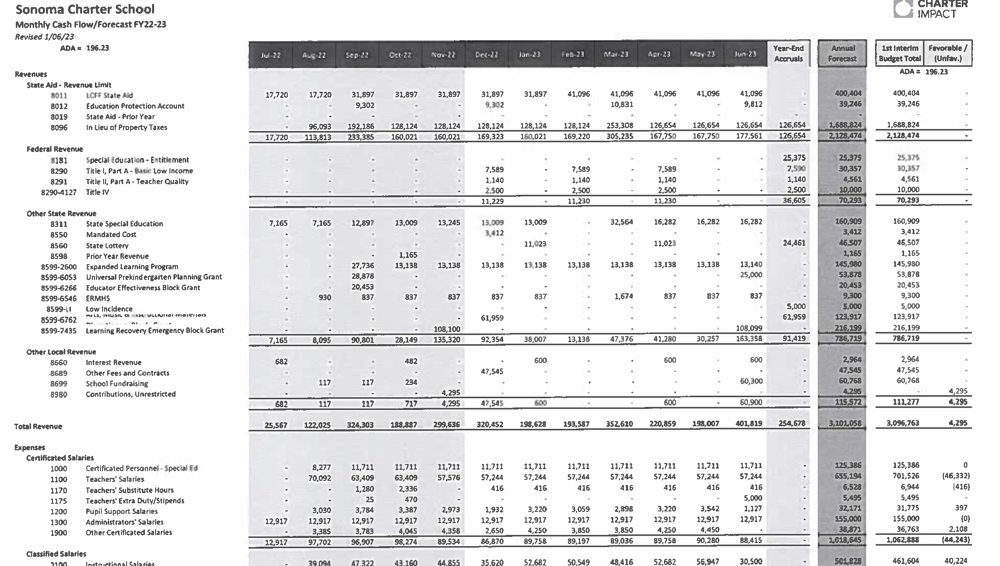 Sonoma Charter School
CHARTER
IMPACT
Monthly Cash Flow/Forecast FY22-23
Revised 1/06/23
ADA = 196.23
Jul-22 Aug-22 Sep-22 Oct-22 Nov-22 Dec-22 Jan-23 Feb-23 Mar-23 Apr-23 May-23 Jun-23 Year-End Accruals Annual Forecast 1st Interim Budget Total Favorable / (Unfav.)
ADA = 196.23
Revenues
State Aid - Revenue Limit
8011 LCFF State Aid 17,720 17,720 31,897 31,897 31,897 31,897 31,897 41,096 41,096 41,096 41,096 41,096 - 400,404 400,404 -
8012 Education Protection Account - - 9,302 - - 9,302 - - 10,831 - - 9,812 - 39,246 39,246 -
8019 State Aid - Prior Year - - - - - - - - - - - - - - - -
8096 In Lieu of Property Taxes - 96,093 192,186 128,124 128,124 128,124 128,124 128,124 253,308 126,654 126,654 126,654 126,654 1,688,824 1,688,824 -
17,720 113,813 233,385 160,021 160,021 169,323 160,021 169,220 305,235 167,750 167,750 177,561 126,654 2,128,474 2,128,474 -
Federal Revenue
8181 Special Education - Entitlement - - - - - - - - - - - - 25,375 25,375 25,375 -
8290 Title I, Part A - Basic Low Income - - - - - 7,589 - 7,589 - 7,589 - - 7,590 30,357 30,357 -
8291 Title II, Part A - Teacher Quality - - - - - 1,140 - 1,140 - 1,140 - - 1,140 4,561 4,561 -
8290-4127 Title IV - - - - - 2,500 - 2,500 - 2,500 - - 2,500 10,000 10,000 -
- - - - - 11,229 - 11,230 - 11,230 - - 36,605 70,293 70,293 -
Other State Revenue
8311 State Special Education 7,165 7,165 12,897 13,009 13,245 13,009 13,009 - 32,564 16,282 16,282 16,282 - 160,909 160,909 -
8550 Mandated Cost - - - - - 3,412 - - - - - - - 3,412 3,412 -
8560 State Lottery - - - - - - 11,023 - - 11,023 - - 24,461 46,507 46,507 -
8598 Prior Year Revenue - - - 1,165 - - - - - - - - - 1,165 1,165 -
8599-2600 Expanded Learning Program - - 27,736 13,138 13,138 13,138 13,138 13,138 13,138 13,138 13,138 13,140 - 145,980 145,980 -
8599-6053 Universal Prekindergarten Planning Grant - - 28,878 - - - - - - - - 25,000 - 53,878 53,878 -
8599-6266 Educator Effectiveness Block Grant - - 20,453 - - - - - - - - - - 20,453 20,453 -
8599-6546 ERMHS - 930 837 837 837 837 837 - 1,674 837 837 837 - 9,300 9,300 -
8599-LI Low Incidence - - - - - - - - - - - - 5,000 5,000 5,000 -
8599-6762 Arts, Music & Instructional Materials - - - - - 61,959 - - - - - - 61,959 123,917 123,917 -
8599-7435 Learning Recovery Emergency Block Grant - - - - 108,100 - - - - - - 108,099 - 216,199 216,199 -
7,165 8,095 90,801 28,149 135,320 92,354 38,007 13,138 47,376 41,280 30,257 163,358 91,419 786,719 786,719 -
Other Local Revenue
8660 Interest Revenue 682 - - 482 - - 600 - - 600 - 600 - 2,964 2,964 -
8689 Other Fees and Contracts - - - - - 47,545 - - - - - - - 47,545 47,545 -
8699 School Fundraising - 117 117 234 - - - - - - - 60,300 - 60,768 60,768 -
8980 Contributions, Unrestricted - - - - 4,295 - - - - - - - - 4,295 - 4,295
682 117 117 717 4,295 47,545 600 - - 600 - 60,900 - 115,572 111,277 4,295
Total Revenue 25,567 122,025 324,303 188,887 299,636 320,452 198,628 193,587 352,610 220,859 198,007 401,819 254,678 3,101,058 3,096,763 4,295
Expenses
Certificated Salaries
1000 Certificated Personnel - Special Ed - 8,277 11,711 11,711 11,711 11,711 11,711 11,711 11,711 11,711 11,711 11,711 - 125,386 125,386 0
1100 Teachers' Salaries - 70,092 63,409 63,409 57,576 57,244 57,244 57,244 57,244 57,244 57,244 57,244 - 655,194 701,526 (46,332)
1170 Teachers' Substitute Hours - - 1,280 2,336 - 416 416 416 416 416 416 416 - 6,528 6,944 (416)
1175 Teachers' Extra Duty/Stipends - - 25 470 - - - - - - - 5,000 - 5,495 5,495 -
1200 Pupil Support Salaries - 3,030 3,784 3,387 2,973 1,932 3,220 3,059 2,898 3,220 3,542 1,127 - 32,171 31,775 397
1300 Administrators' Salaries 12,917 12,917 12,917 12,917 12,917 12,917 12,917 12,917 12,917 12,917 12,917 12,917 - 155,000 155,000 (0)
1900 Other Certificated Salaries - 3,385 3,783 4,045 4,358 2,650 4,250 3,850 3,850 4,250 4,450 - - 38,871 36,763 2,108
12,917 97,702 96,907 98,274 89,534 86,870 89,758 89,197 89,036 89,758 90,280 88,415 - 1,018,645 1,062,888 (44,243)
Classified Salaries
2100 Instructional Salaries - 39,094 47,322 43,160 44,855 35,620 52,682 50,549 48,416 52,682 56,947 30,500 - 501,828 461,604 40,224